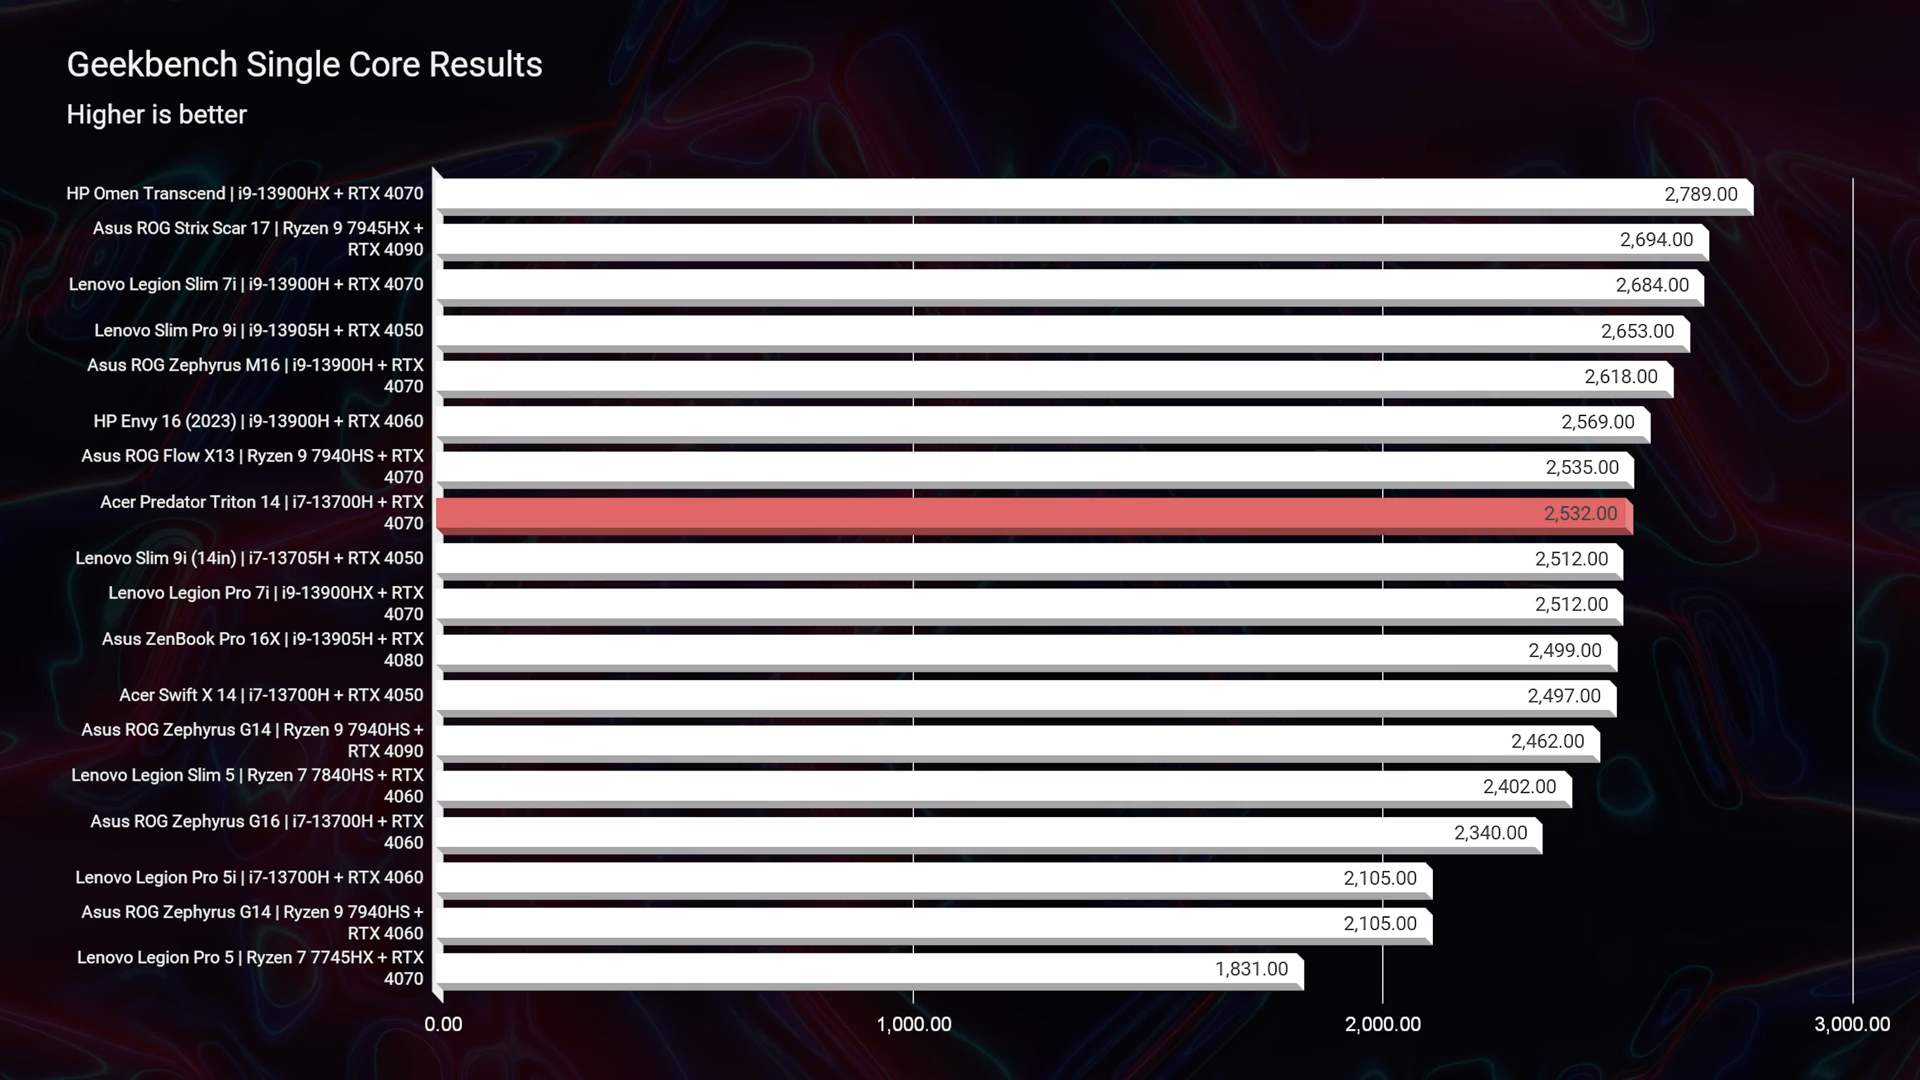 Geekbench Single Core Results
Higher is better
HP Omen Transcend | i9-13900HX + RTX 4070
2,789.00
Asus ROG Strix Scar 17 | Ryzen 9 7945HX +
RTX 4090
2,694.00
Lenovo Legion Slim 7i | i9-13900H + RTX 4070
2,684.00
Lenovo Slim Pro 9i | i9-13905H + RTX 4050
2,653.00
Asus ROG Zephyrus M16 | i9-13900H + RTX
4070
2,618.00
HP Envy 16 (2023) | i9-13900H + RTX 4060
2,569.00
Asus ROG Flow X13 | Ryzen 9 7940HS + RTX
4070
2,535.00
Acer Predator Triton 14 | i7-13700H + RTX
4070
2,532.00
Lenovo Slim 9i (14in) | i7-13705H + RTX 4050
2,512.00
Lenovo Legion Pro 7i | i9-13900HX + RTX
4070
2,512.00
Asus ZenBook Pro 16X | i9-13905H + RTX
4080
2,499.00
Acer Swift X 14 | i7-13700H + RTX 4050
2,497.00
Asus ROG Zephyrus G14 | Ryzen 9 7940HS +
RTX 4090
2,462.00
Lenovo Legion Slim 5 | Ryzen 7 7840HS + RTX
4060
2,402.00
Asus ROG Zephyrus G16 | i7-13700H + RTX
4060
2,340.00
Lenovo Legion Pro 5i | i7-13700H + RTX 4060
2,105.00
Asus ROG Zephyrus G14 | Ryzen 9 7940HS +
RTX 4060
2,105.00
Lenovo Legion Pro 5 | Ryzen 7 7745HX + RTX
4070
1,831.00
0.00
1,000.00
2,000.00
3,000.00